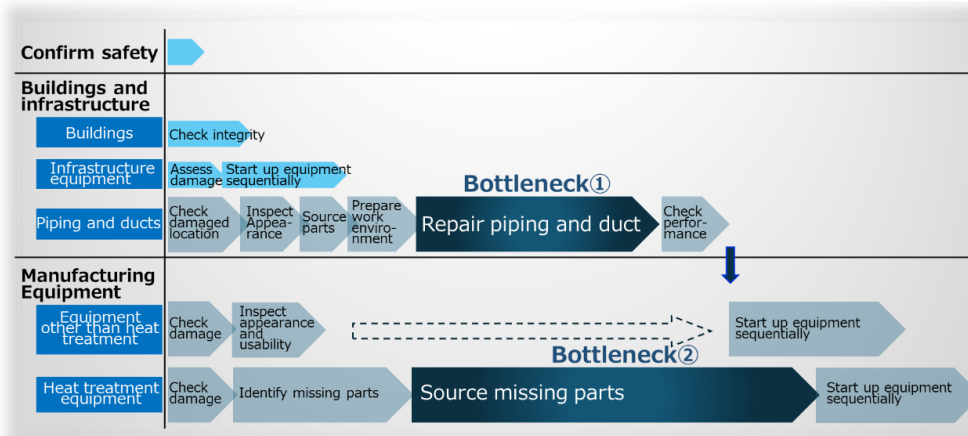 Confirm safety
Buildings and
infrastructure
Buildings
Check integrity
Infrastructure
equipment
Assess
damage
Start up equipment
sequentially
Bottleneck①
Piping and ducts
Check
damaged
location
Inspect
Appea-
rance
Source
parts
Prepare
work
enviro-
nment
Repair piping and duct
Check
perfor-
mance
Manufacturing
Equipment
Equipment
other than heat
treatment
Check
damage
Inspect
appearance
and
usability
Start up equipment
sequentially
Bottleneck②
Heat treatment
equipment
Check
damage
Identify missing parts
Source missing parts
Start up equipment
sequentially